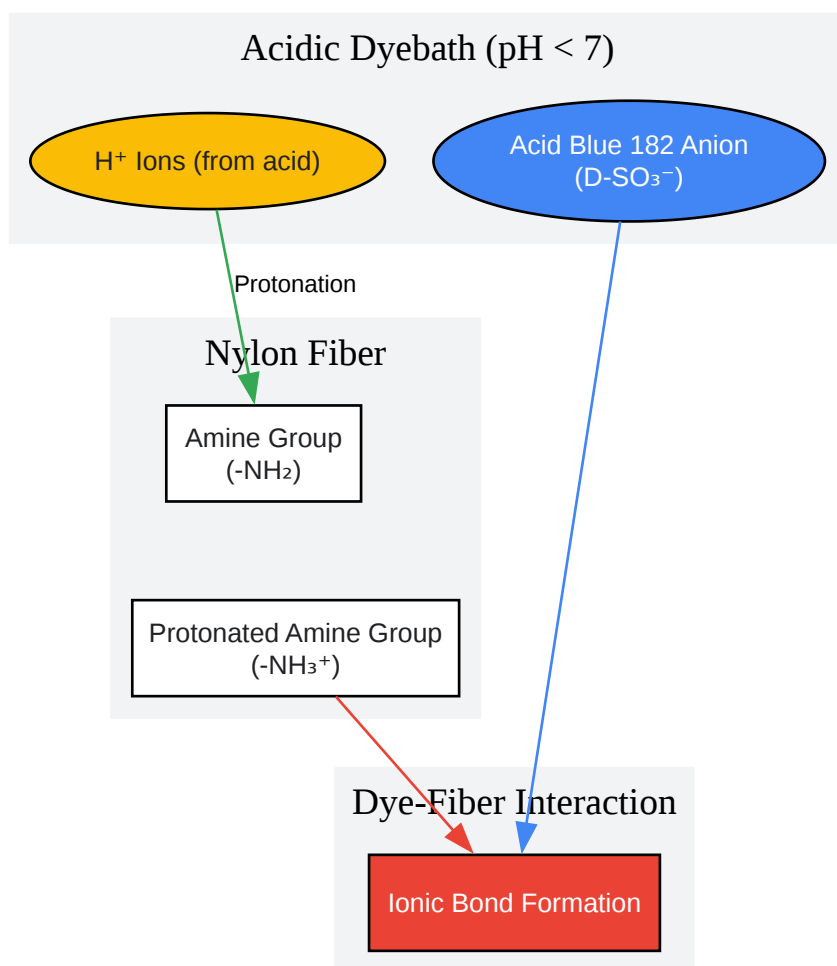 Acidic Dyebath (pH < 7)
H⁺ Ions (from acid)
Acid Blue 182 Anion
(D-SO₃⁻)
Protonation
Nylon Fiber
Amine Group
(-NH₂)
Protonated Amine Group
(-NH₃⁺)
Dye-Fiber Interaction
Ionic Bond Formation